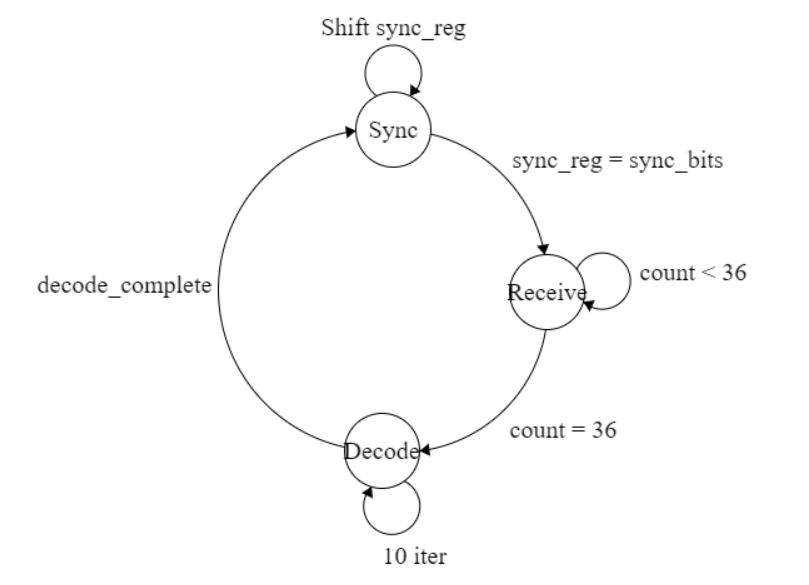 Shift sync_reg
Sync
sync_reg = sync_bits
Receive
count < 36
decode_complete
count = 36
Decode
10 iter